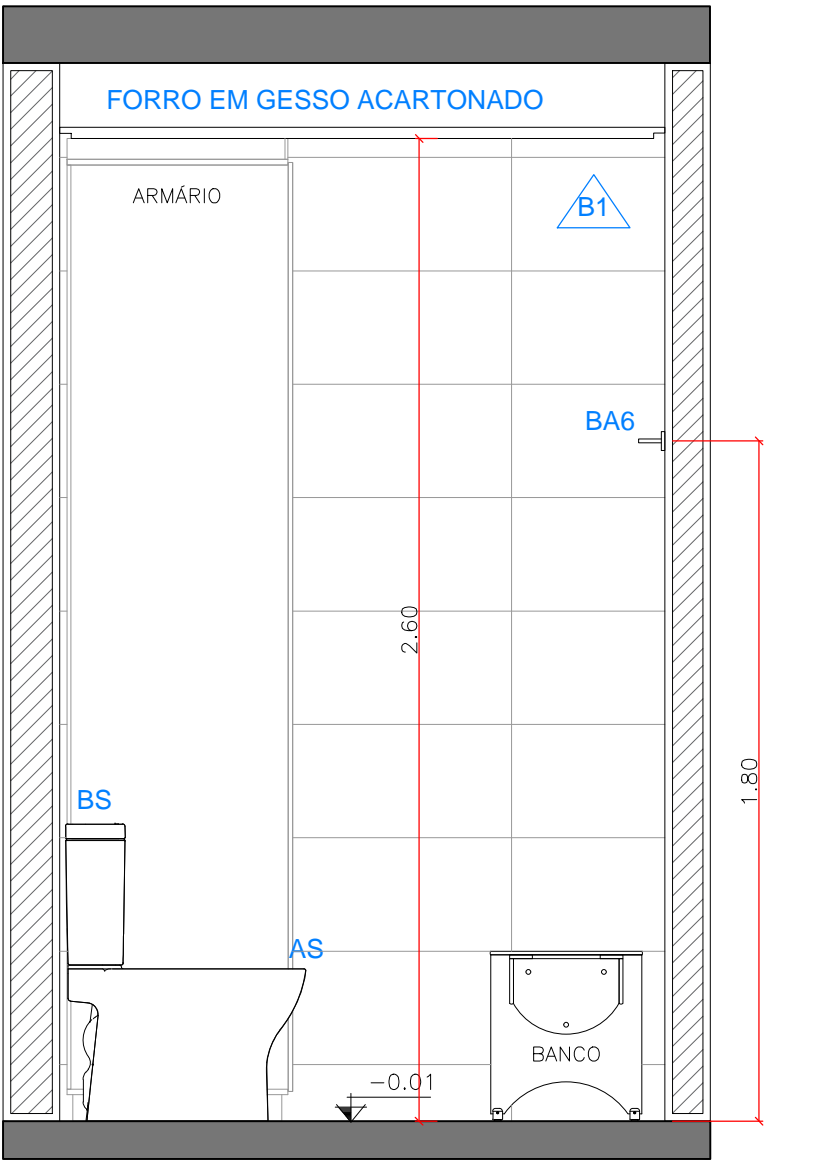 FORRO EM GESSO ACARTONADO
ARMÁRIO
B1
BA6
2.60
1.80
BS
AS
BANCO
-0.01